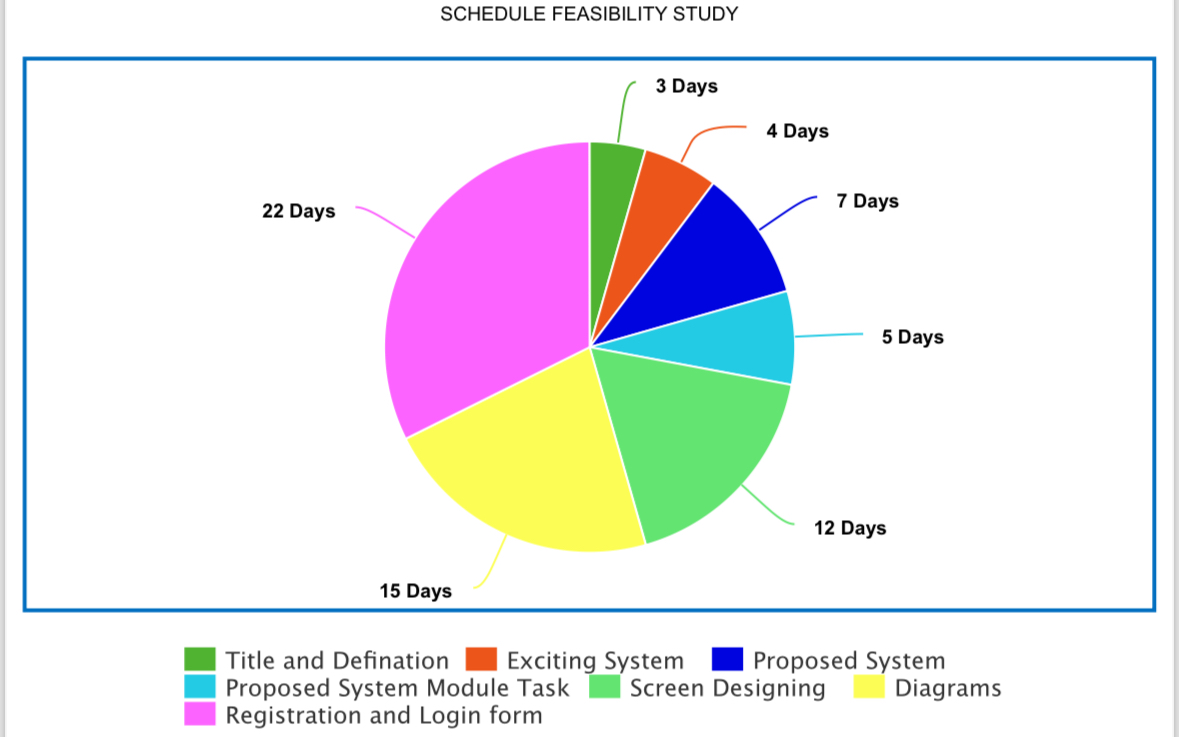 SCHEDULE FEASIBILITY STUDY
3 Days
4 Days
22 Days
7 Days
5 Days
12 Days
15 Days
Title and Defination Exciting System Proposed System
Proposed System Module Task Screen Designing Diagrams
Registration and Login form